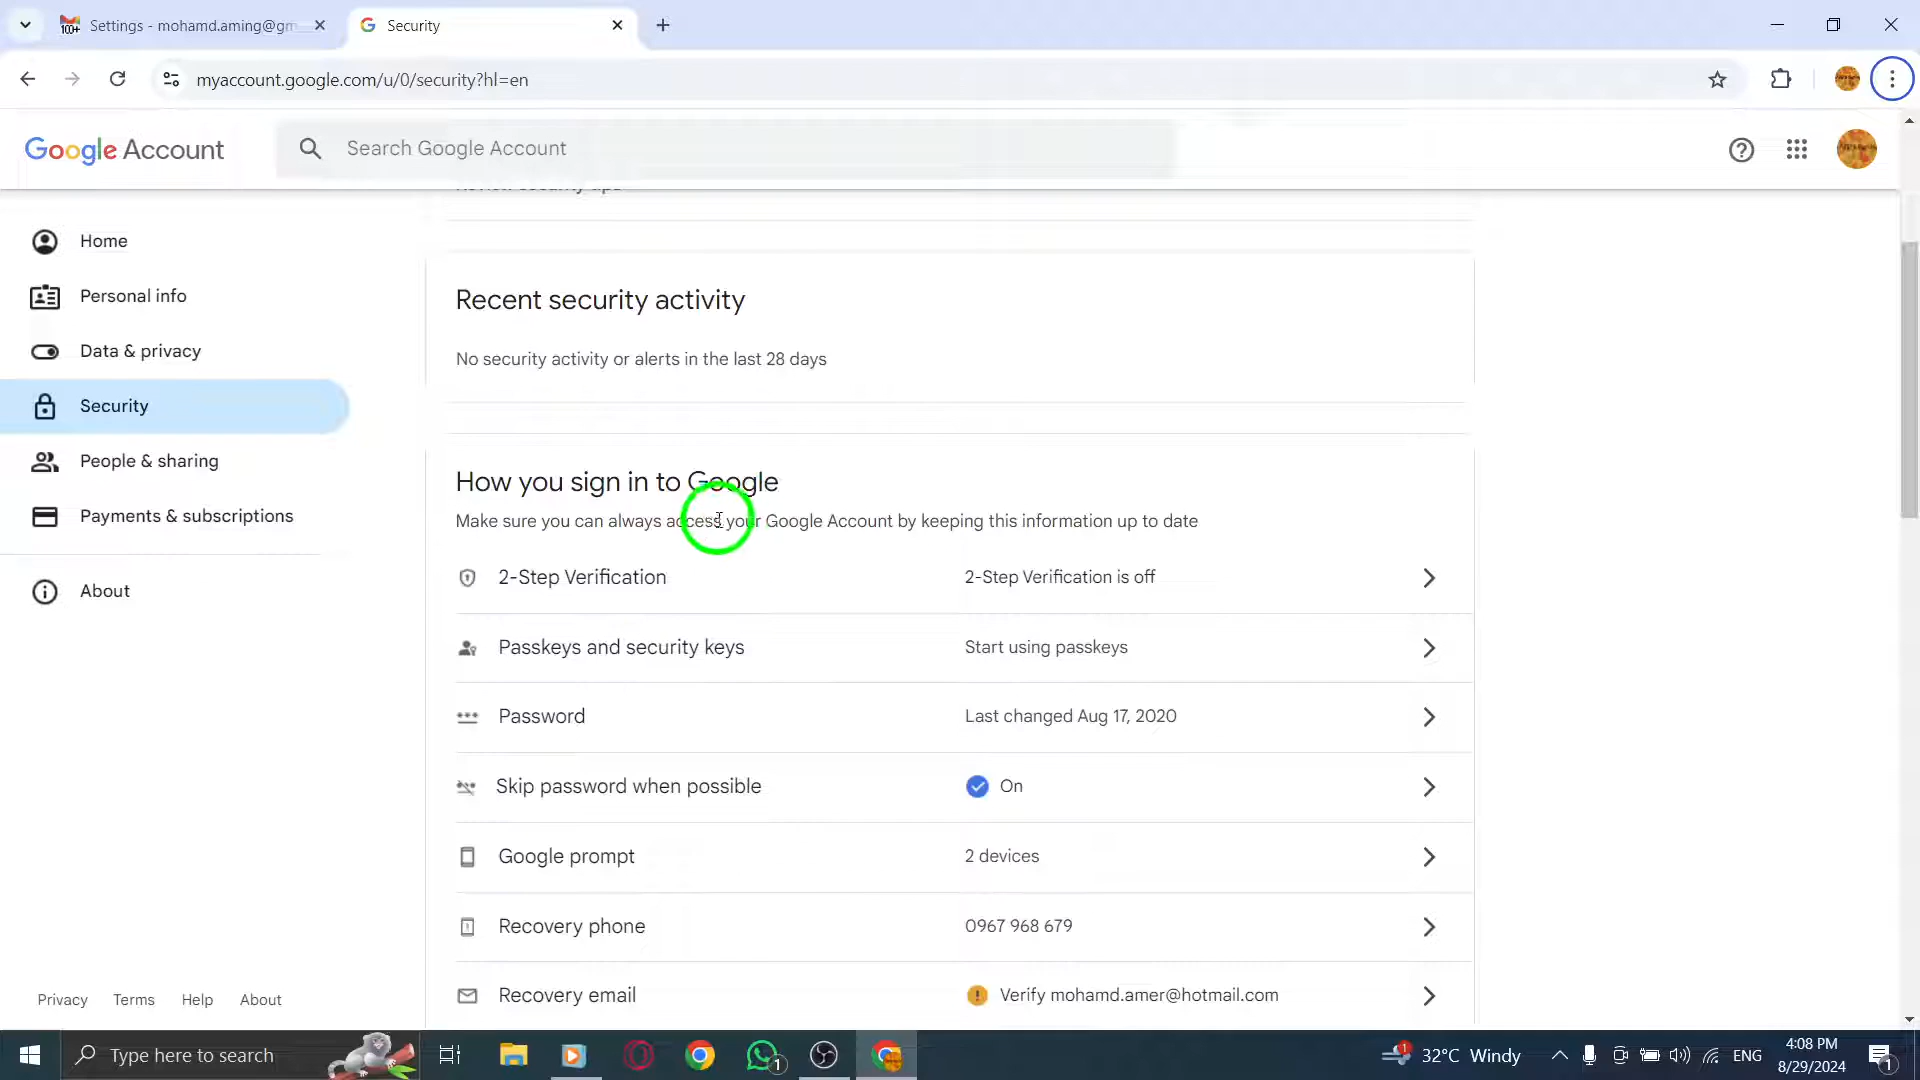 Settings - mohamd.aming@gm
Security
myaccount.google.com/u/0/security?hl=en
Google Account
Search Google Account
Review security tips
Home
Personal info
Data & privacy
Security
People & sharing
Payments & subscriptions
About
Recent security activity
No security activity or alerts in the last 28 days
How you sign in to Google
Make sure you can always access your Google Account by keeping this information up to date
2-Step Verification
2-Step Verification is off
Passkeys and security keys
Start using passkeys
Password
Last changed Aug 17, 2020
Skip password when possible
On
Google prompt
2 devices
Recovery phone
0967 968 679
Recovery email
Verify mohamd.amer@hotmail.com
Privacy Terms Help About
Type here to search
1
1
32°C Windy
ENG
4:08 PM
8/29/2024
1